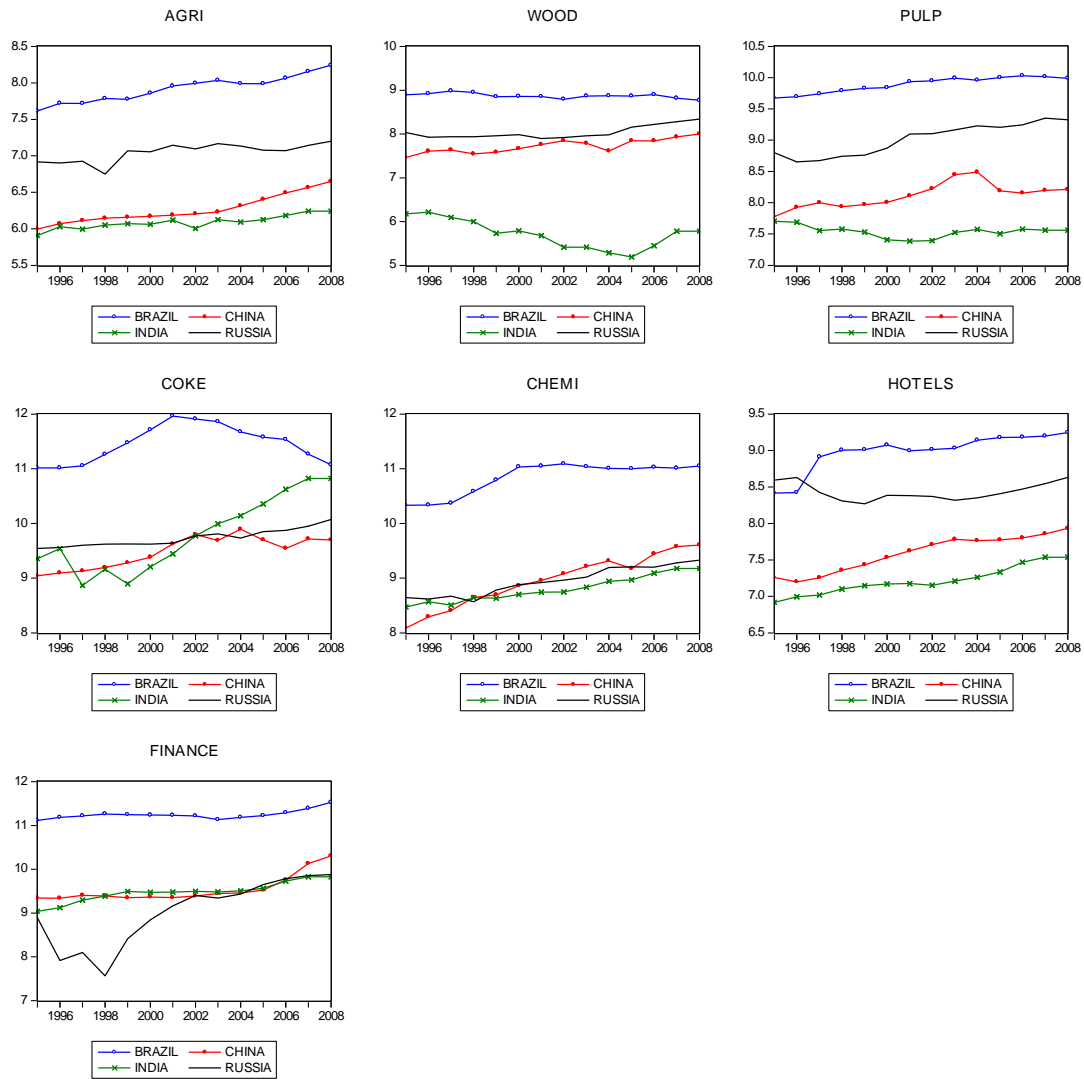 AGRI
8.5
8.0
7.5
7.0
6.5
6.0
5.5
1996 1998 2000 2002 2004 2006 2008
BRAZIL CHINA
INDIA RUSSIA
WOOD
10
9
8
7
6
5
1996 1998 2000 2002 2004 2006 2008
BRAZIL CHINA
INDIA RUSSIA
PULP
10.5
10.0
9.5
9.0
8.5
8.0
7.5
7.0
1996 1998 2000 2002 2004 2006 2008
BRAZIL CHINA
INDIA RUSSIA
COKE
12
11
10
9
8
1996 1998 2000 2002 2004 2006 2008
BRAZIL CHINA
INDIA RUSSIA
CHEMI
12
11
10
9
8
1996 1998 2000 2002 2004 2006 2008
BRAZIL CHINA
INDIA RUSSIA
HOTELS
9.5
9.0
8.5
8.0
7.5
7.0
6.5
1996 1998 2000 2002 2004 2006 2008
BRAZIL CHINA
INDIA RUSSIA
FINANCE
12
11
10
9
8
7
1996 1998 2000 2002 2004 2006 2008
BRAZIL CHINA
INDIA RUSSIA